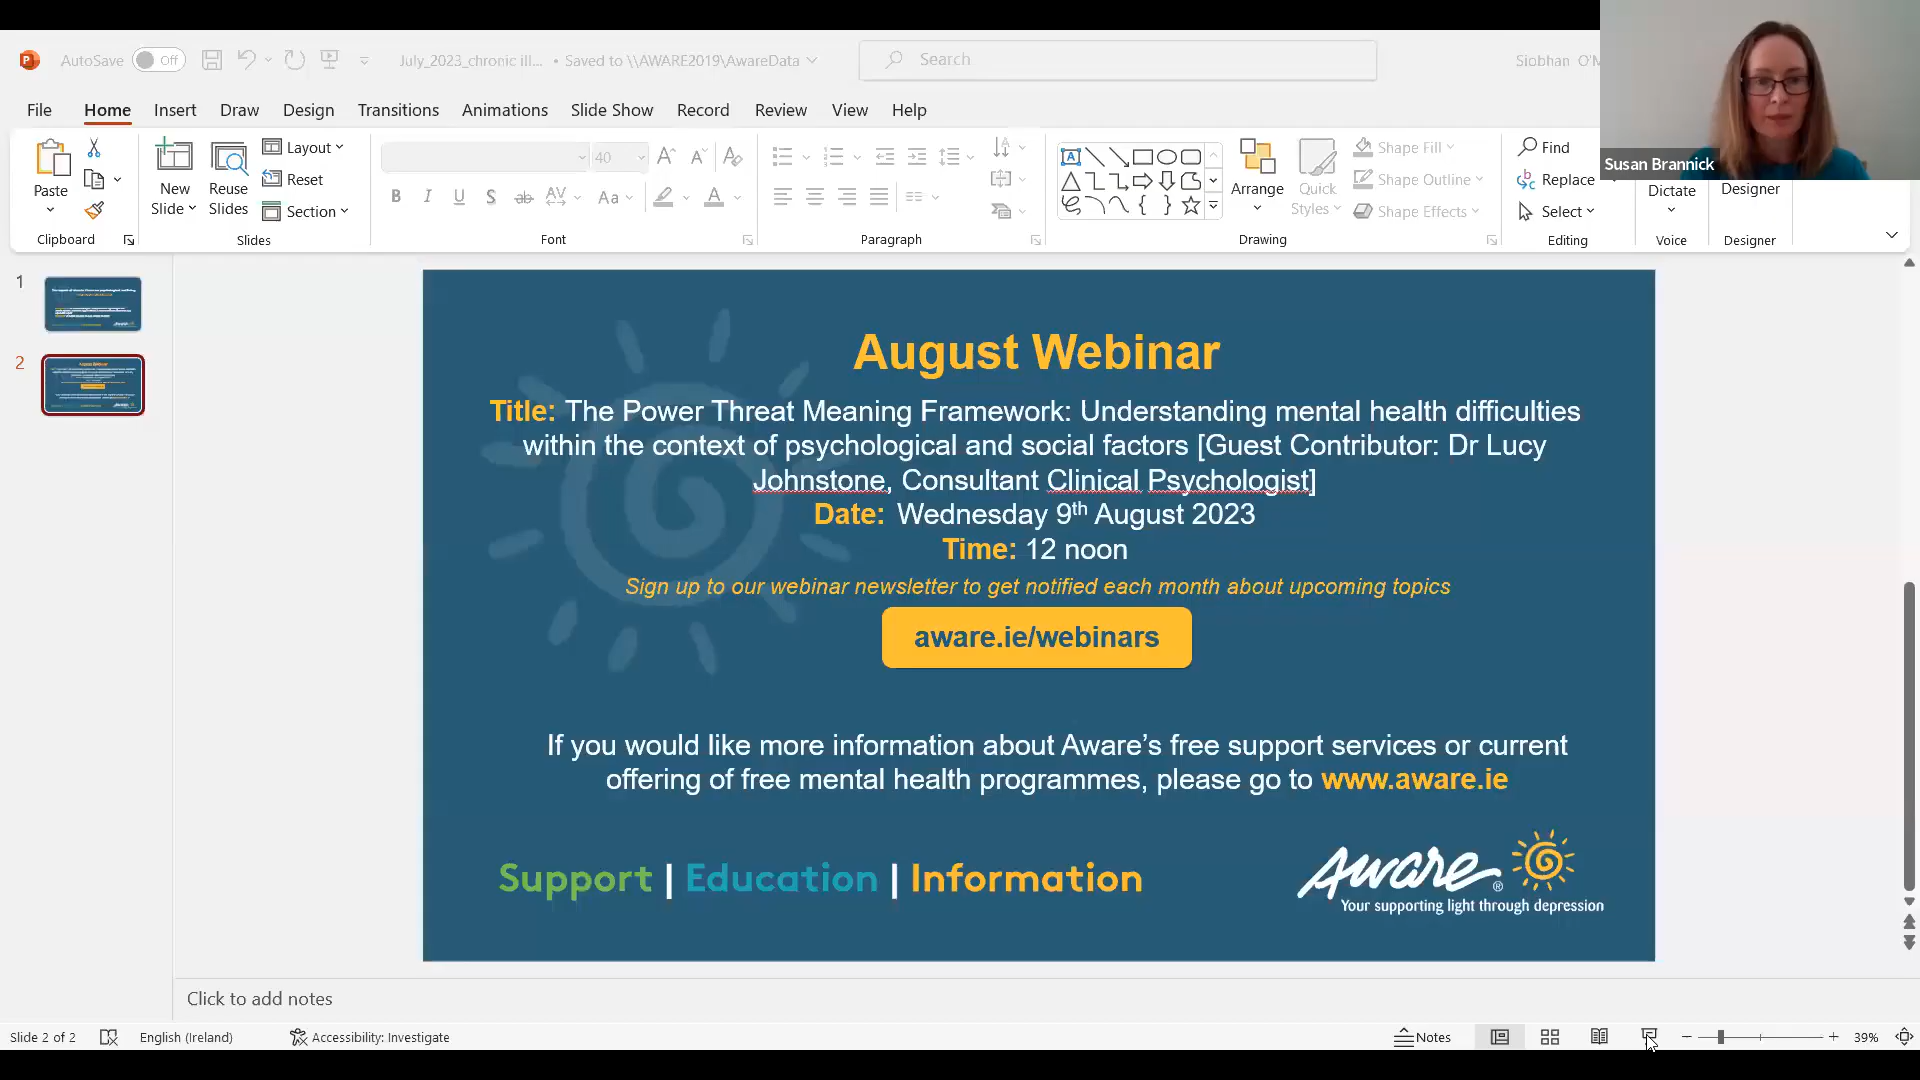 AutoSave Off July_2023_chronic ill... • Saved to \\AWARE2019\AwareData Search Siobhan O'M
File Home Insert Draw Design Transitions Animations Slide Show Record Review View Help
Susan Brannick
Paste New Slide Reuse Slides Layout Reset Section
40
B I U S ab AV Aa A
Arrange Quick Styles Shape Fill Shape Outline Shape Effects
Find Replace Select Dictate Designer
Clipboard Slides Font Paragraph Drawing Editing Voice Designer
1
2
August Webinar
Title: The Power Threat Meaning Framework: Understanding mental health difficulties
within the context of psychological and social factors [Guest Contributor: Dr Lucy
Johnstone, Consultant Clinical Psychologist]
Date: Wednesday 9th August 2023
Time: 12 noon
Sign up to our webinar newsletter to get notified each month about upcoming topics
aware.ie/webinars
If you would like more information about Aware’s free support services or current
offering of free mental health programmes, please go to www.aware.ie
Support | Education | Information
Aware®
Your supporting light through depression
Click to add notes
Slide 2 of 2 English (Ireland) Accessibility: Investigate Notes 39%